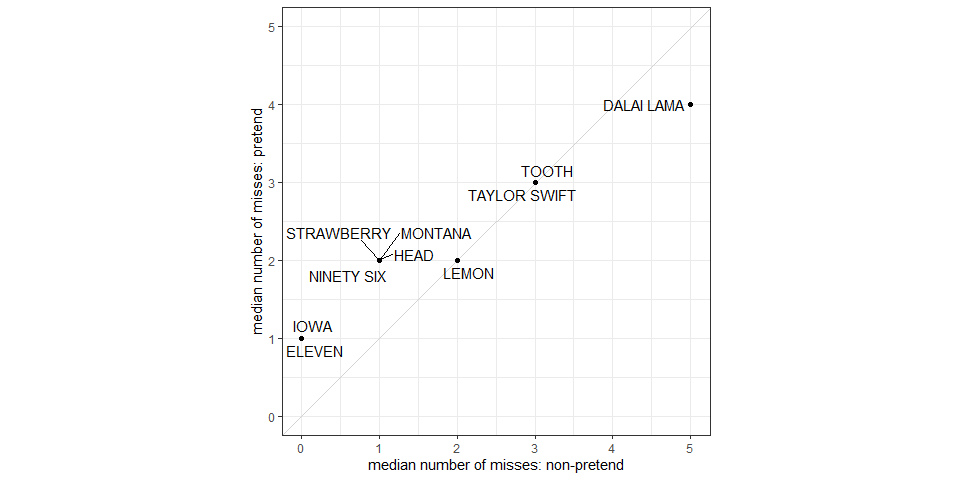 5
4
3
2
1
0
median number of misses: pretend
DALAI LAMA
TOOTH
TAYLOR SWIFT
STRAWBERRY
MONTANA
HEAD
NINETY SIX
LEMON
IOWA
ELEVEN
0 1 2 3 4 5
median number of misses: non-pretend